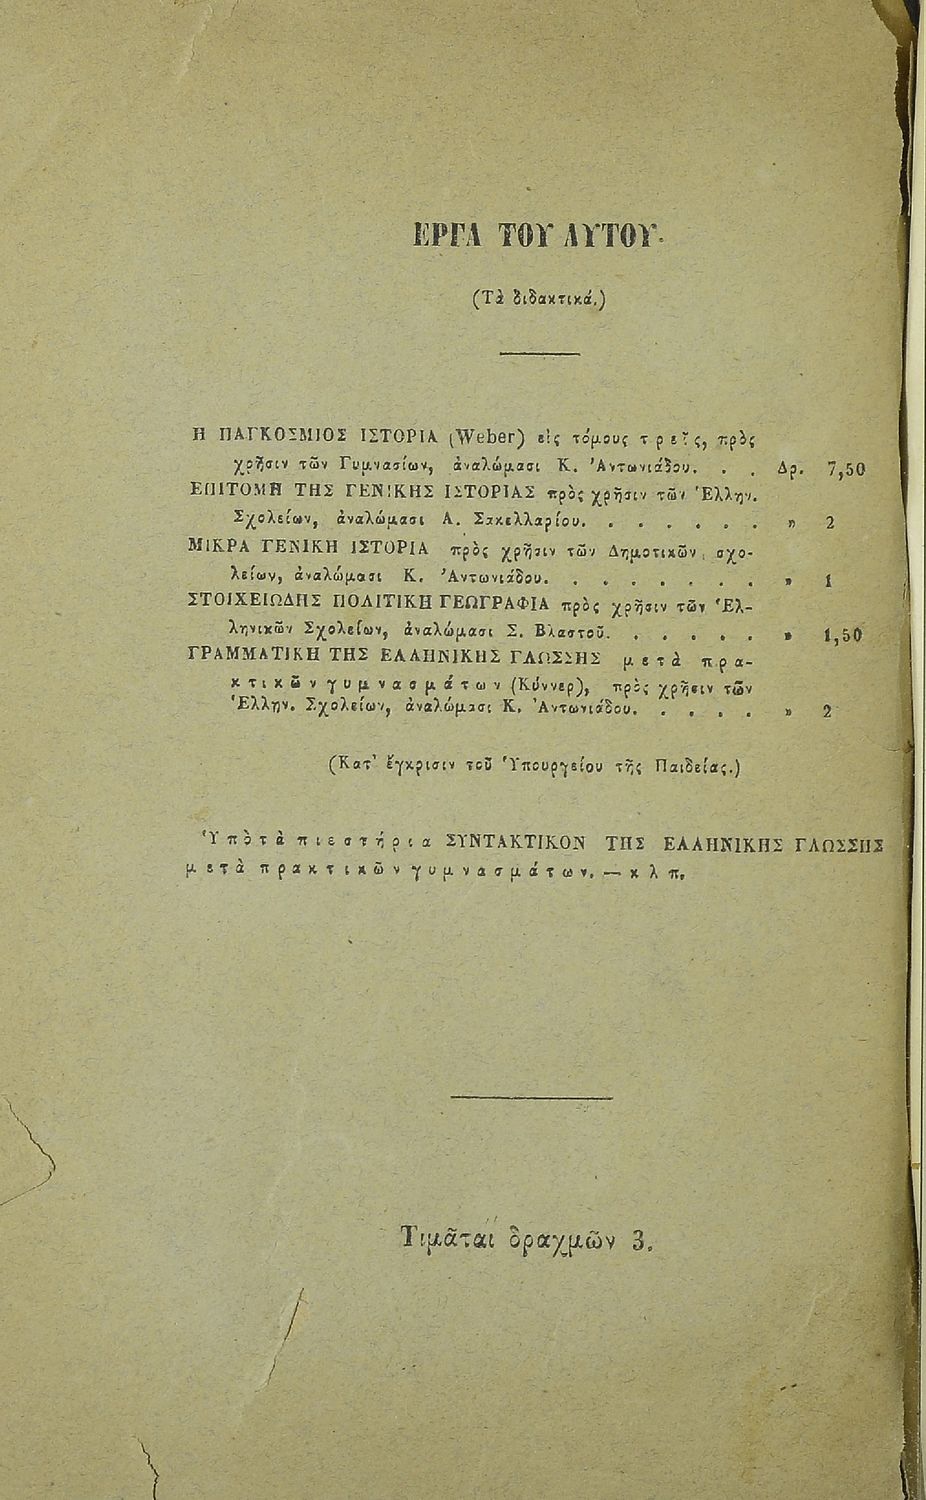 ΕΡΓΑ ΤΟΥ ΑΥΤΟΥ.
(Τὰ διδακτικά.)
Η ΠΑΓΚΟΣΜΙΟΣ ΙΣΤΟΡΙΑ (Weber) εἰς τόμους τρεῖς, πρὸς
χρῆσιν τῶν Γυμνασίων, ἀναλώμασι Κ. Ἀντωνιάδου. . . Δρ. 7,50
ΕΠΙΤΟΜΗ ΤΗΣ ΓΕΝΙΚΗΣ ΙΣΤΟΡΙΑΣ πρὸς χρῆσιν τῶν Ἑλλην.
Σχολείων, ἀναλώμασι Α. Σακελλαρίου. . . . . . . . » 2
ΜΙΚΡΑ ΓΕΝΙΚΗ ΙΣΤΟΡΙΑ πρὸς χρῆσιν τῶν Δημοτικῶν σχο-
λείων, ἀναλώμασι Κ. Ἀντωνιάδου. . . . . . . . . » 1
ΣΤΟΙΧΕΙΩΔΗΣ ΠΟΛΙΤΙΚΗ ΓΕΩΓΡΑΦΙΑ πρὸς χρῆσιν τῶν Ἑλ-
ληνικῶν Σχολείων, ἀναλώμασι Σ. Βλαστοῦ. . . . . . » 1,50
ΓΡΑΜΜΑΤΙΚΗ ΤΗΣ ΕΛΛΗΝΙΚΗΣ ΓΛΩΣΣΗΣ μετὰ πρα-
κτικῶν γυμνασμάτων (Κύννερ), πρὸς χρῆσιν τῶν
Ἑλλην. Σχολείων, ἀναλώμασι Κ. Ἀντωνιάδου. . . . . » 2
(Κατ' ἔγκρισιν τοῦ Ὑπουργείου τῆς Παιδείας.)
Ὑπὸ τὰ πιεστήρια ΣΥΝΤΑΚΤΙΚΟΝ ΤΗΣ ΕΛΛΗΝΙΚΗΣ ΓΛΩΣΣΗΣ
μετὰ πρακτικῶν γυμνασμάτων. — κλπ.
Τιμᾶται δραχμῶν 3.